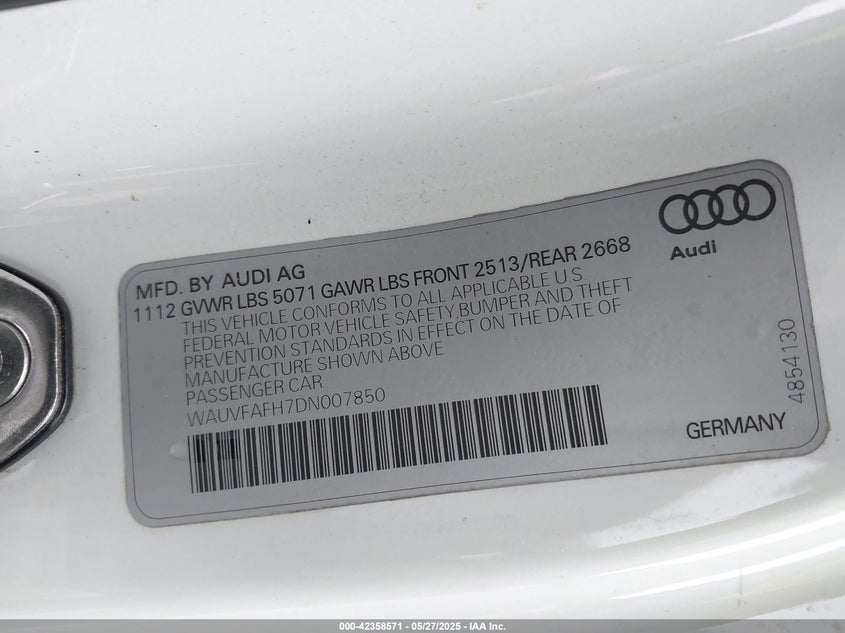 Audi
MFD. BY AUDI AG
1112 GVWR LBS 5071 GAWR LBS FRONT 2513/REAR 2668
THIS VEHICLE CONFORMS TO ALL APPLICABLE U S
FEDERAL MOTOR VEHICLE SAFETY,BUMPER AND THEFT
PREVENTION STANDARDS IN EFFECT ON THE DATE OF
MANUFACTURE SHOWN ABOVE
PASSENGER CAR
WAUVFAFH7DN007850
4854130
GERMANY
000-42358571 — 05/27/2025 — IAA Inc.